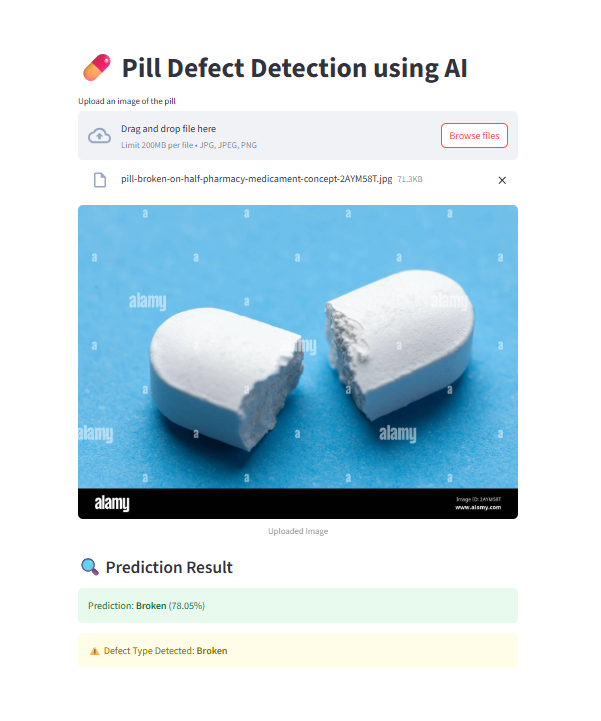 Pill Defect Detection using AI
Upload an image of the pill
Drag and drop file here
Limit 200MB per file • JPG, JPEG, PNG
Browse files
pill-broken-on-half-pharmacy-medicament-concept-2AYM58T.jpg 71.3KB
a a a
a a a a a
alamy a alamy
a alamy a a
a a a
alamy a a alamy a
a a a
alamy
Image ID: 2AYM58T
www.alamy.com
Uploaded Image
Prediction Result
Prediction: Broken (78.05%)
Defect Type Detected: Broken